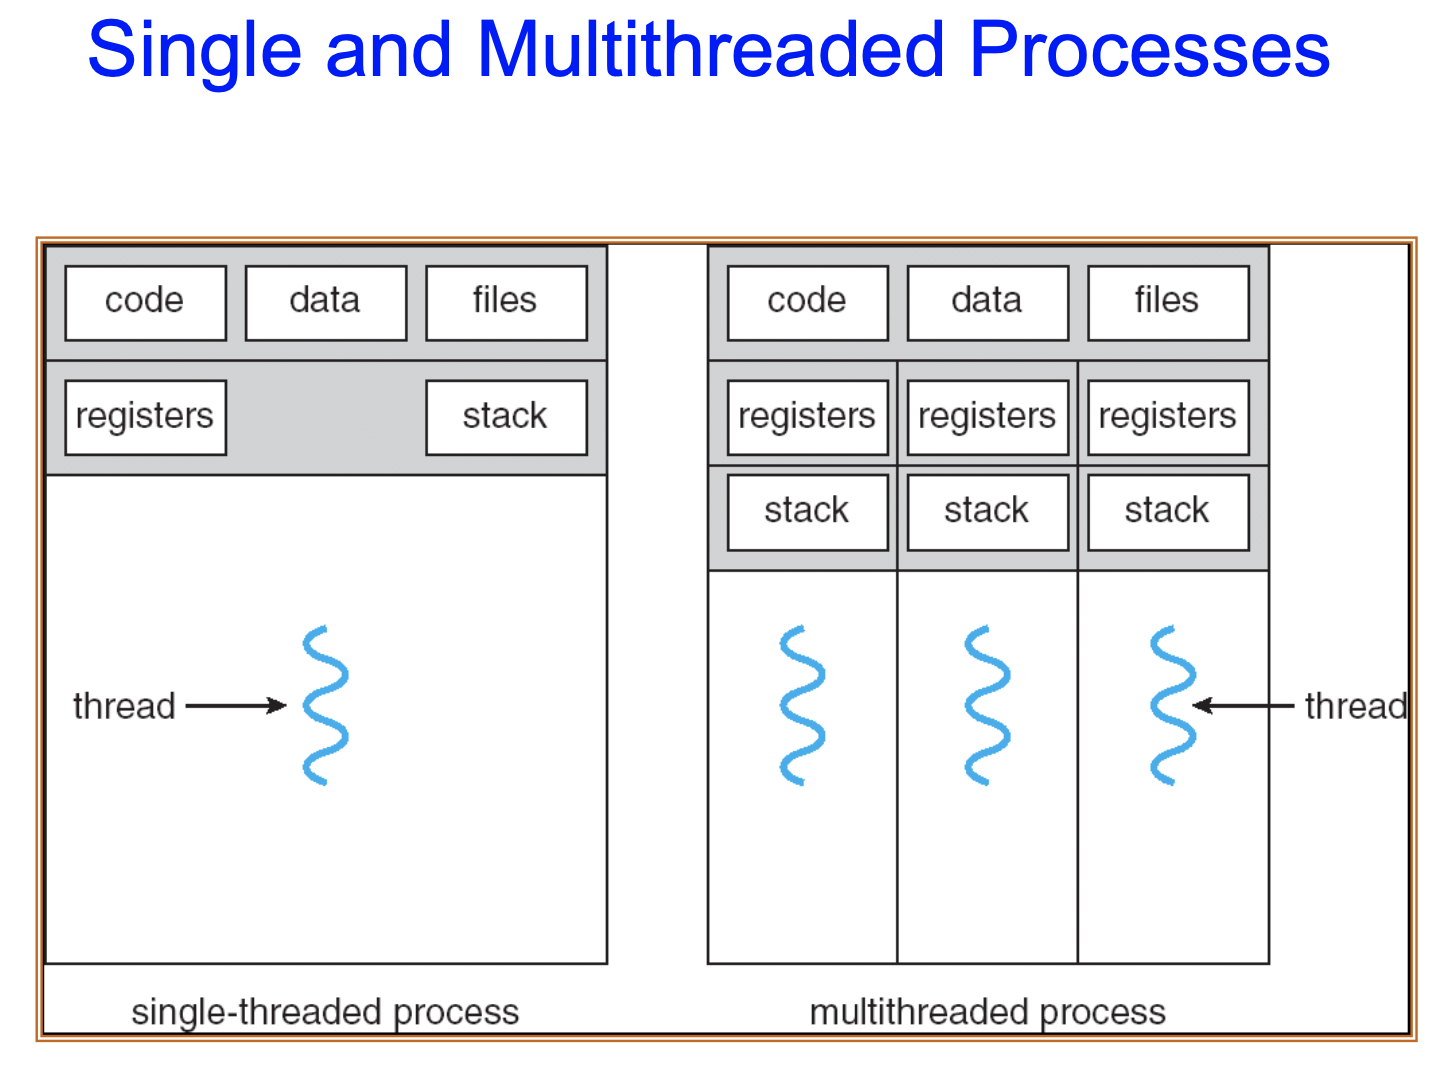 Single and Multithreaded Processes
code data files code data files
registers stack registers registers registers
stack stack stack
thread thread
single-threaded process multithreaded process